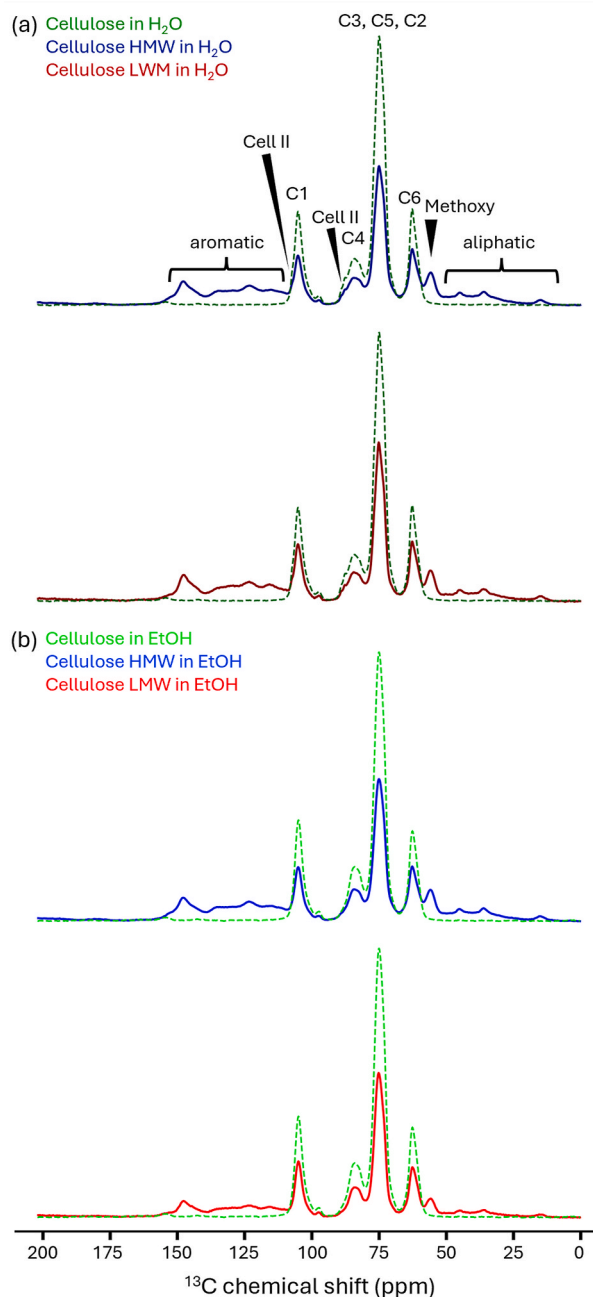 (a) Cellulose in H₂O
Cellulose HMW in H₂O
Cellulose LWM in H₂O
C3, C5, C2
Cell II
C1
Cell II
C4
C6
Methoxy
aromatic
aliphatic
(b) Cellulose in EtOH
Cellulose HMW in EtOH
Cellulose LMW in EtOH
200 175 150 125 100 75 50 25 0
¹³C chemical shift (ppm)